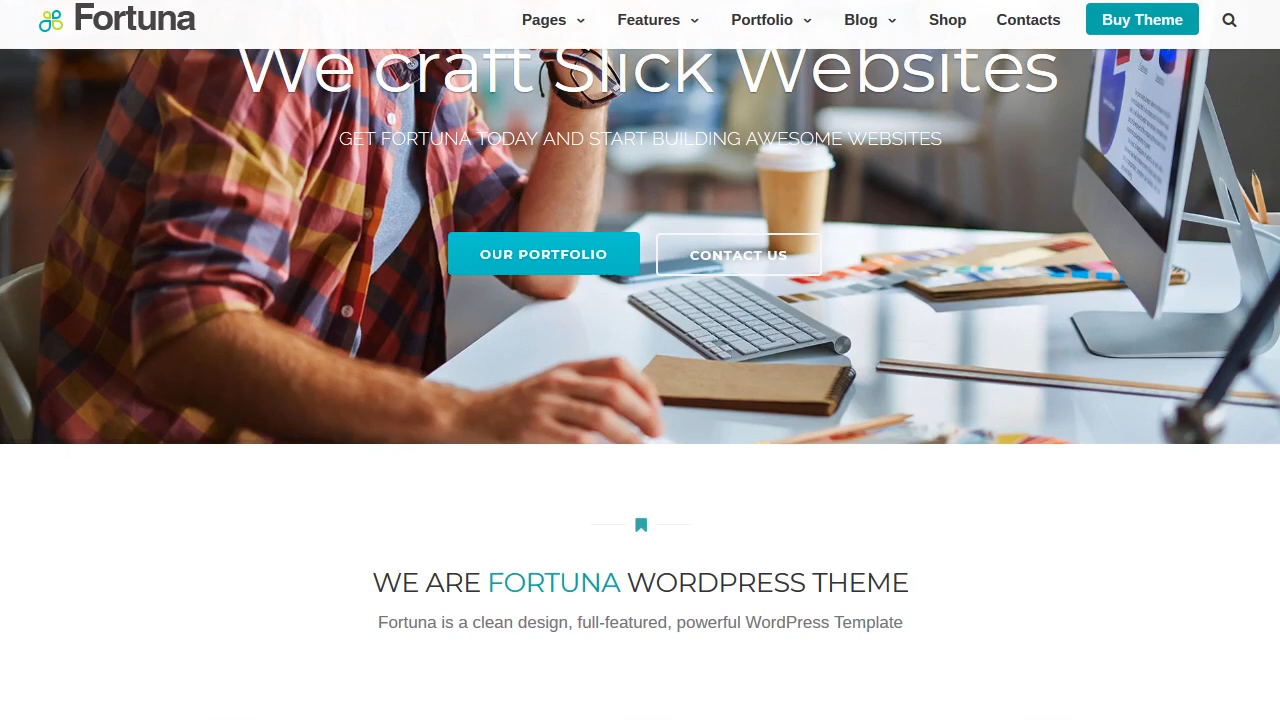 Fortuna
Pages Features Portfolio Blog Shop Contacts Buy Theme
We craft Slick Websites
GET FORTUNA TODAY AND START BUILDING AWESOME WEBSITES
OUR PORTFOLIO CONTACT US
WE ARE FORTUNA WORDPRESS THEME
Fortuna is a clean design, full-featured, powerful WordPress Template